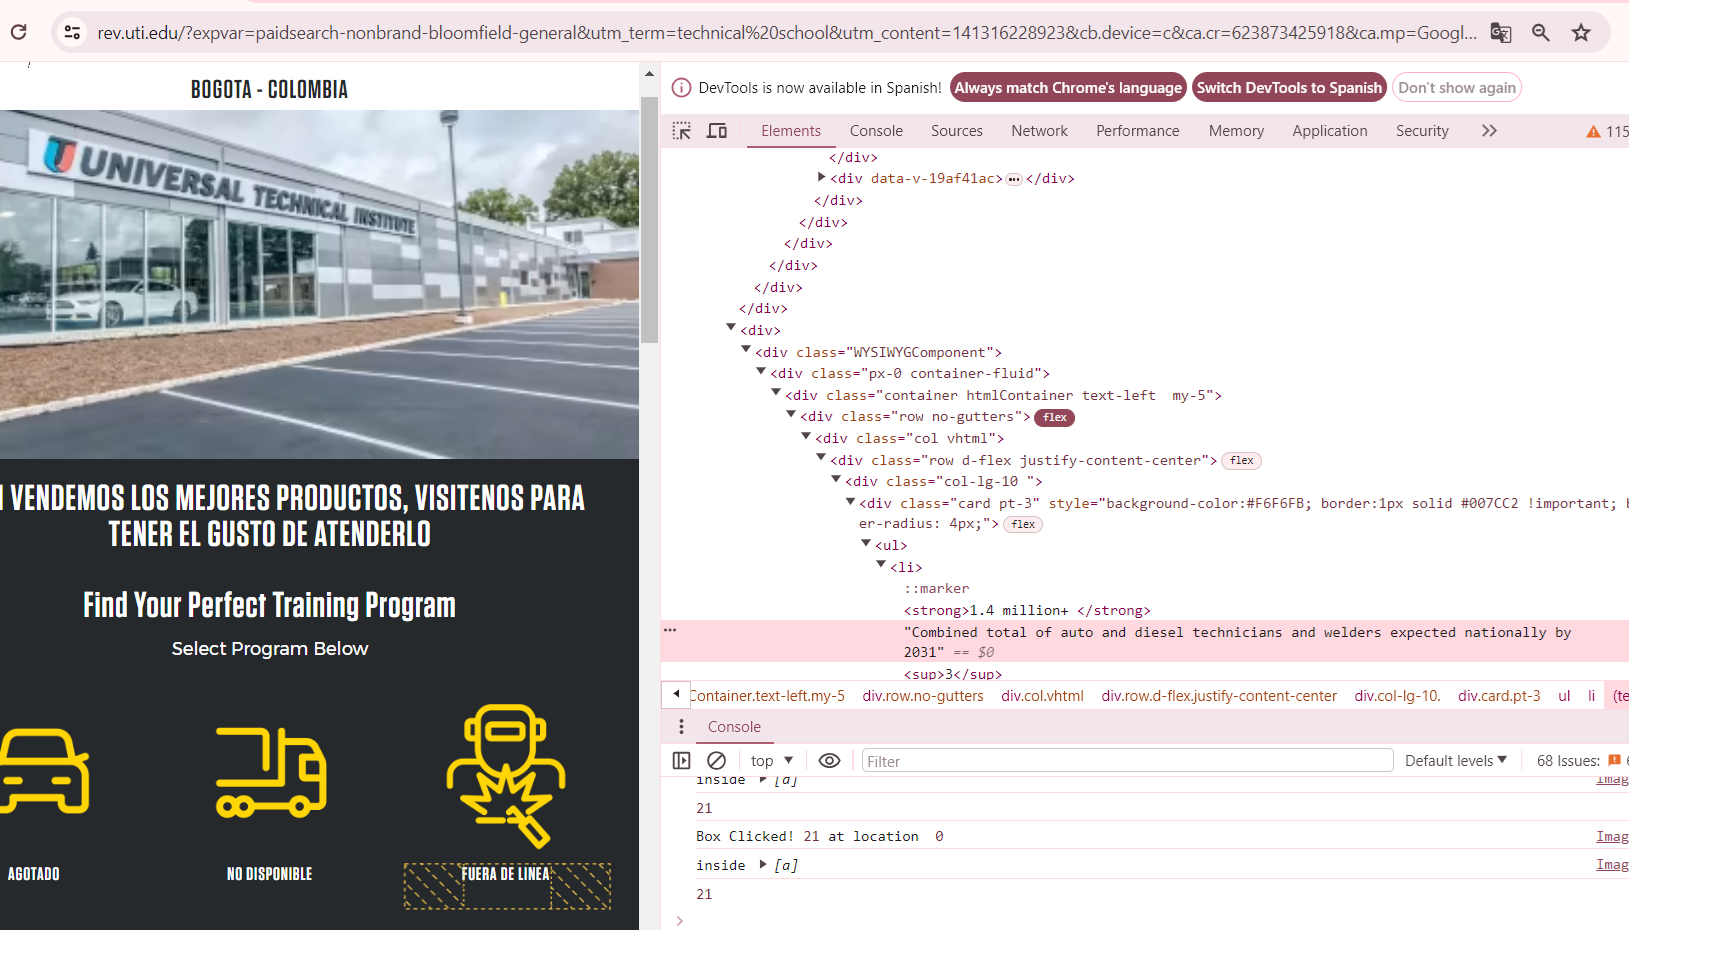 rev.uti.edu/?expvar=paidsearch-nonbrand-bloomfield-general&utm_term=technical%20school&utm_content=141316228923&cb.device=c&ca.cr=623873425918&ca.mp=Googl...
BOGOTA - COLOMBIA
UNIVERSAL TECHNICAL INSTITUTE
VENDEMOS LOS MEJORES PRODUCTOS, VISITENOS PARA
TENER EL GUSTO DE ATENDERLO
Find Your Perfect Training Program
Select Program Below
AGOTADO
NO DISPONIBLE
FUERA DE LINEA
DevTools is now available in Spanish! Always match Chrome's language Switch DevTools to Spanish Don't show again
Elements Console Sources Network Performance Memory Application Security 115
</div>
<div data-v-19af41ac>…</div>
</div>
</div>
</div>
</div>
</div>
</div>
<div>
<div class="WYSIWYGComponent">
<div class="px-0 container-fluid">
<div class="container htmlContainer text-left  my-5">
<div class="row no-gutters"> flex
<div class="col vhtml">
<div class="row d-flex justify-content-center"> flex
<div class="col-lg-10 ">
<div class="card pt-3" style="background-color:#F6F6FB; border:1px solid #007CC2 !important;
er-radius: 4px;"> flex
<ul>
<li>
::marker
<strong>1.4 million+ </strong>
"Combined total of auto and diesel technicians and welders expected nationally by
2031" == $0
<sup>3</sup>
Container.text-left.my-5 div.row.no-gutters div.col.vhtml div.row.d-flex.justify-content-center div.col-lg-10. div.card.pt-3 ul li (te
Console
top Filter Default levels 68 Issues:
inside [a] Imag
21
Box Clicked! 21 at location  0 Imag
inside [a] Imag
21